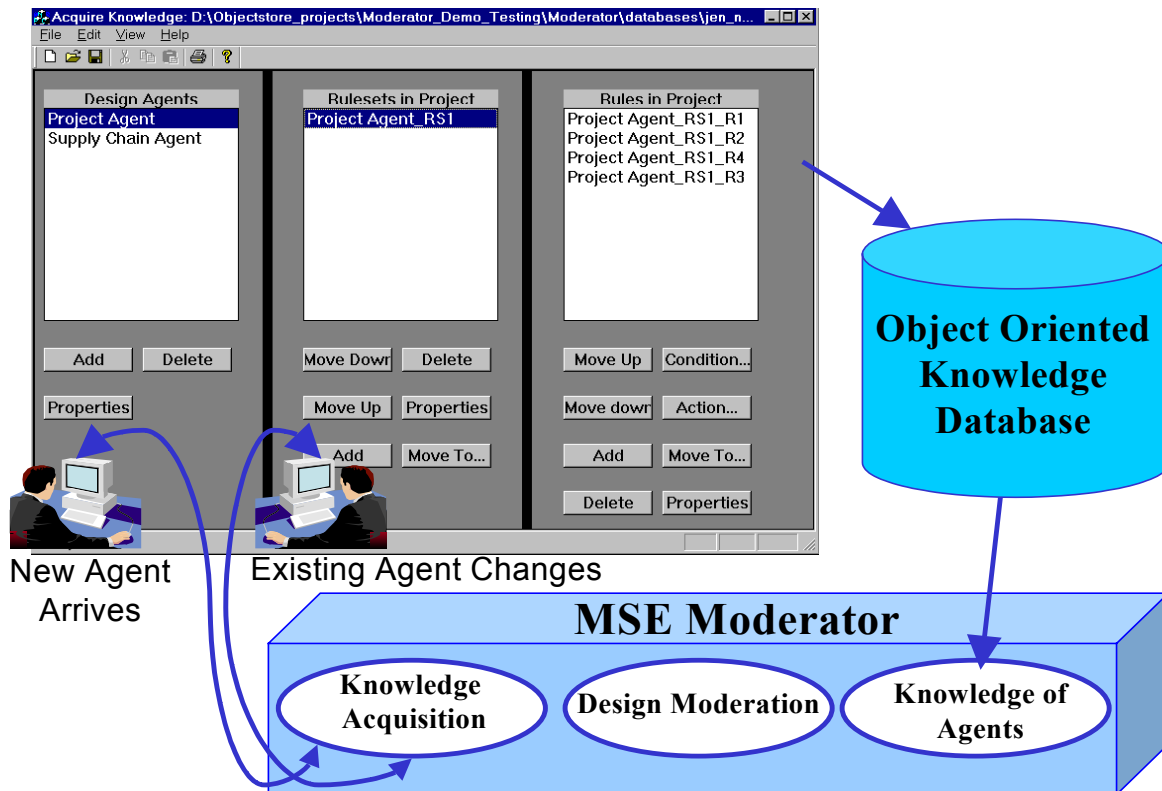 Acquire Knowledge: D:\Objectstore_projects\Moderator_Demo_Testing\Moderator\databases\jen_n...
File Edit View Help
Design Agents
Project Agent
Supply Chain Agent
Add Delete
Properties
Rulesets in Project
Project Agent_RS1
Move Down Delete
Move Up Properties
Add Move To...
Rules in Project
Project Agent_RS1_R1
Project Agent_RS1_R2
Project Agent_RS1_R4
Project Agent_RS1_R3
Move Up Condition...
Move down Action...
Add Move To...
Delete Properties
Object Oriented
Knowledge
Database
New Agent
Arrives
Existing Agent Changes
MSE Moderator
Knowledge
Acquisition
Design Moderation
Knowledge of
Agents